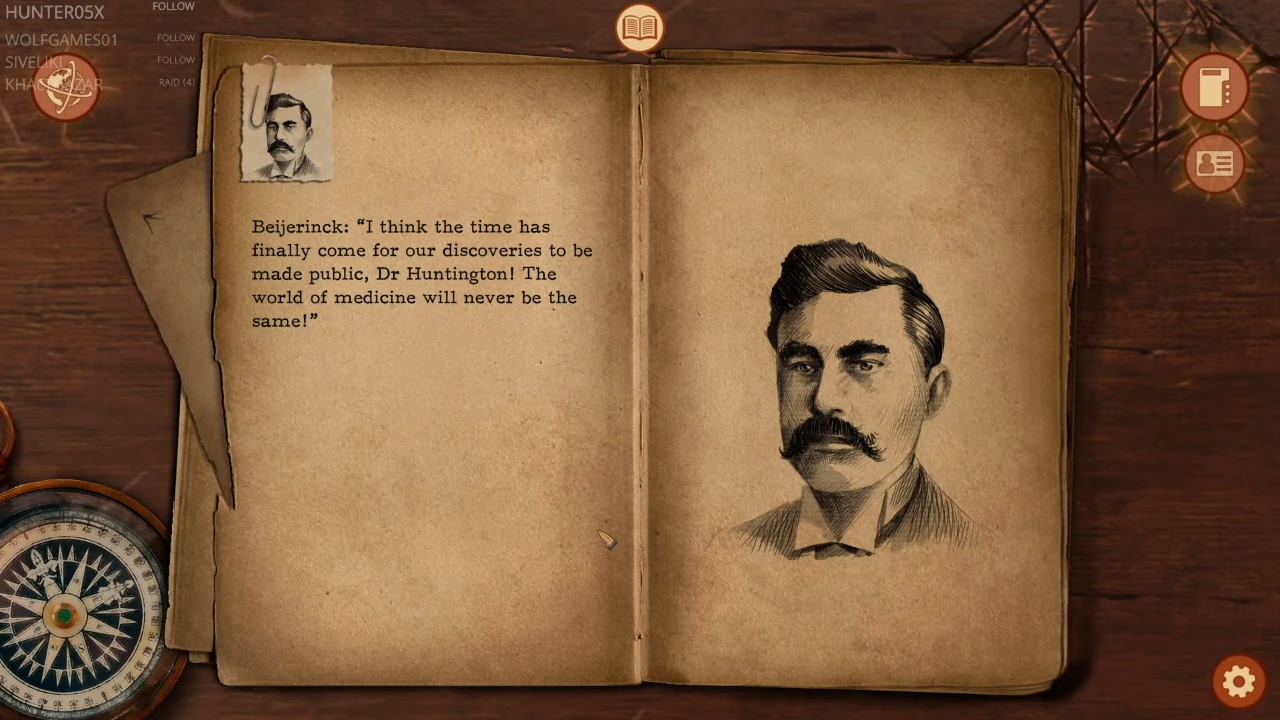 HUNTER05X FOLLOW
WOLFGAMES01 FOLLOW
SIVELIKI FOLLOW
RAID (4)
Beijerinck: “I think the time has
finally come for our discoveries to be
made public, Dr Huntington! The
world of medicine will never be the
same!”